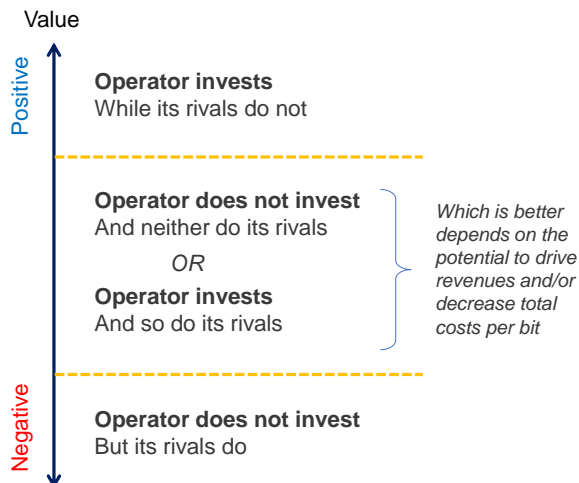 Value
Positive
Operator invests
While its rivals do not
Operator does not invest
And neither do its rivals
OR
Operator invests
And so do its rivals
Which is better
depends on the
potential to drive
revenues and/or
decrease total
costs per bit
Negative
Operator does not invest
But its rivals do